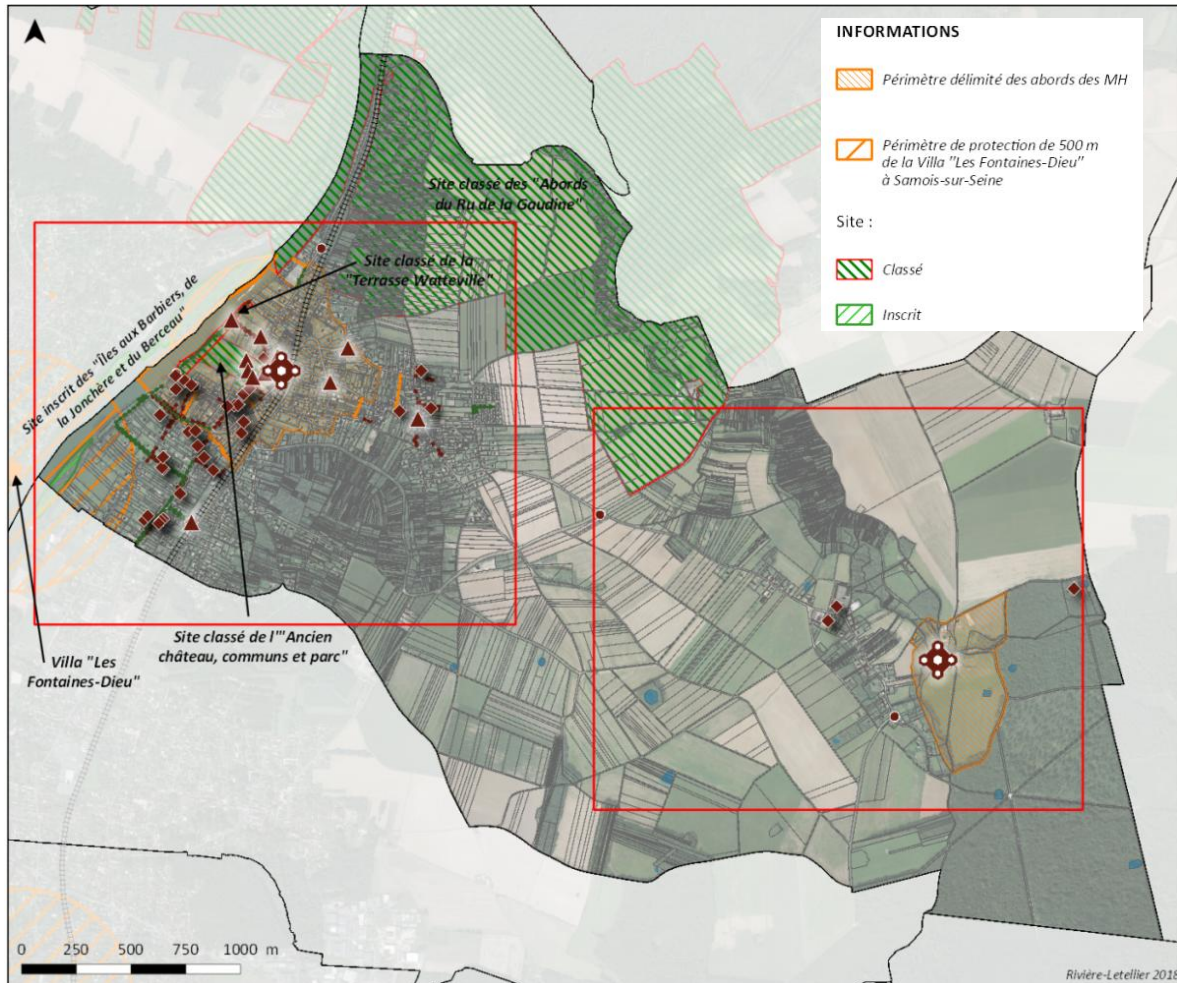 INFORMATIONS
Périmètre délimité des abords des MH
Périmètre de protection de 500 m
de la Villa "Les Fontaines-Dieu"
à Samois-sur-Seine
Site :
Classé
Inscrit
Site classé des "Abords
du Ru de la Gaudine"
Site classé de la
"Terrasse Watteville"
Site inscrit des "Îles aux Barbiers, de
la Jonchère et du Berceau"
Site classé de l'"Ancien
château, communs et parc"
Villa "Les
Fontaines-Dieu"
0 250 500 750 1000 m
Rivière-Letellier 2018